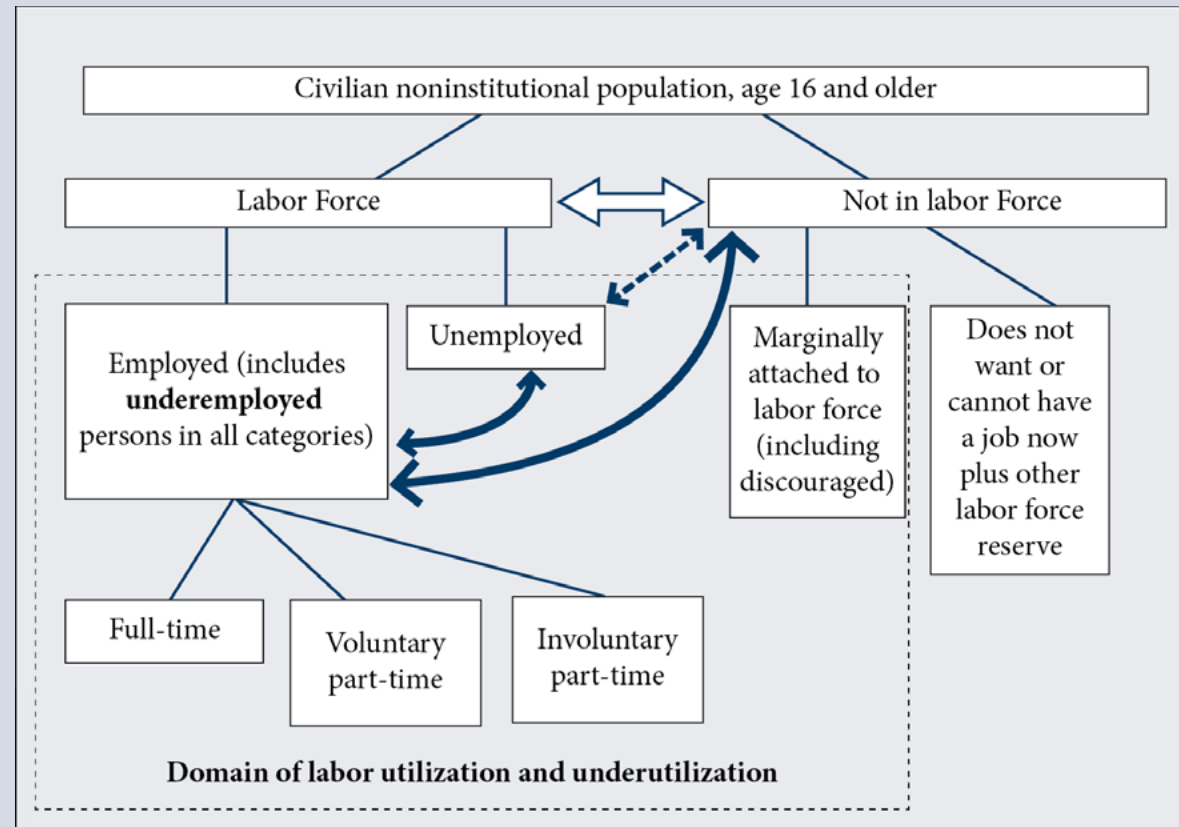 Civilian noninstitutional population, age 16 and older
Labor Force
Not in labor Force
Employed (includes
underemployed
persons in all categories)
Unemployed
Marginally
attached to
labor force
(including
discouraged)
Does not
want or
cannot have
a job now
plus other
labor force
reserve
Full-time
Voluntary
part-time
Involuntary
part-time
Domain of labor utilization and underutilization